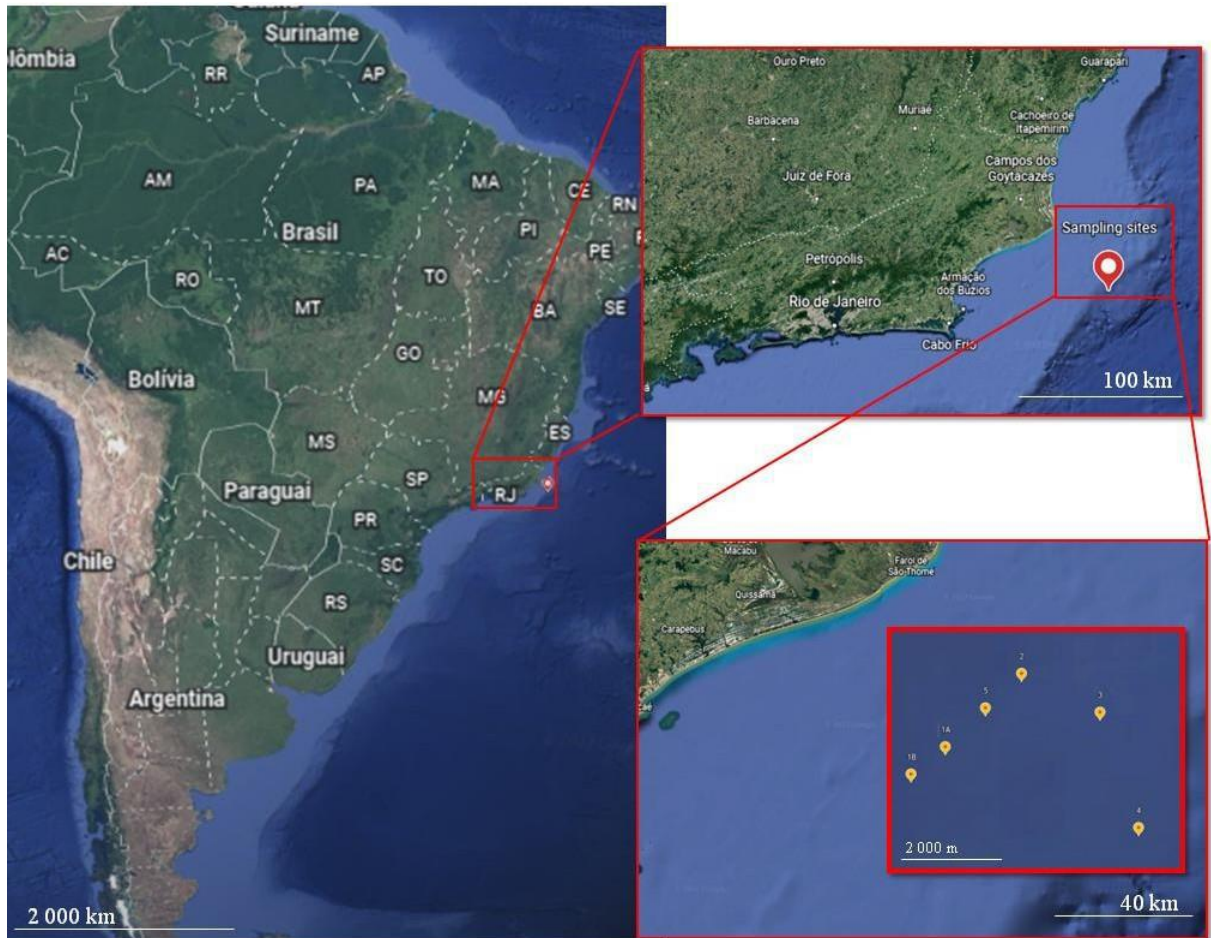 Suriname
lômbia
RR
AP
AM
PA
MA
CE
RN
PI
PE
Brasil
AC
RO
TO
SE
MT
BA
GO
Bolívia
MG
MS
ES
SP
Paraguai
RJ
PR
Chile
SC
RS
Uruguai
Argentina
2 000 km
Ouro Preto
Guarapari
Muriaé
Barbacena
Cachoeiro de
Itapemirim
Juiz de Fora
Campos dos
Goytacazes
Sampling sites
Petrópolis
Armação
dos Búzios
Rio de Janeiro
Cabo Frio
100 km
Macabu
Farol de
São Thomé
Quissamã
Carapebus
2
5
3
1A
1B
4
2 000 m
40 km